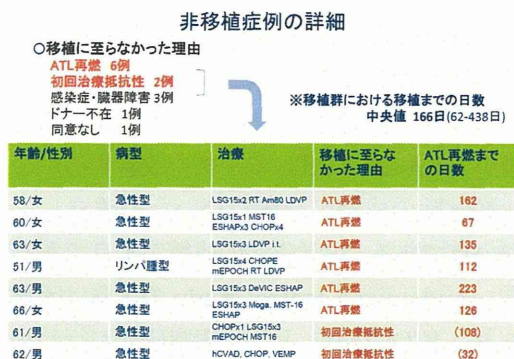 非移植症例の詳細
○移植に至らなかった理由
ATL再燃 6例
初回治療抵抗性 2例
感染症・臓器障害 3例
ドナー不在 1例
同意なし 1例
※移植群における移植までの日数
中央値 166日(62-438日)
年齢/性別 病型 治療 移植に至らなかった理由 ATL再燃までの日数
58/女 急性型 LSG15x2 RT Am80 LDVP ATL再燃 162
60/女 急性型 LSG15x1 MST16 ESHAPx3 CHOPx4 ATL再燃 67
63/女 急性型 LSG15x3 LDVP i.t. ATL再燃 135
51/男 リンパ腫型 LSG15x4 CHOPE mEPOCH RT LDVP ATL再燃 112
63/男 急性型 LSG15x3 DeVIC ESHAP ATL再燃 223
66/女 急性型 LSG15x3 Moga. MST-16 ESHAP ATL再燃 126
61/男 急性型 CHOPx1 LSG15x3 mEPOCH MST16 初回治療抵抗性 (108)
62/男 急性型 hCVAD, CHOP, VEMP 初回治療抵抗性 (32)